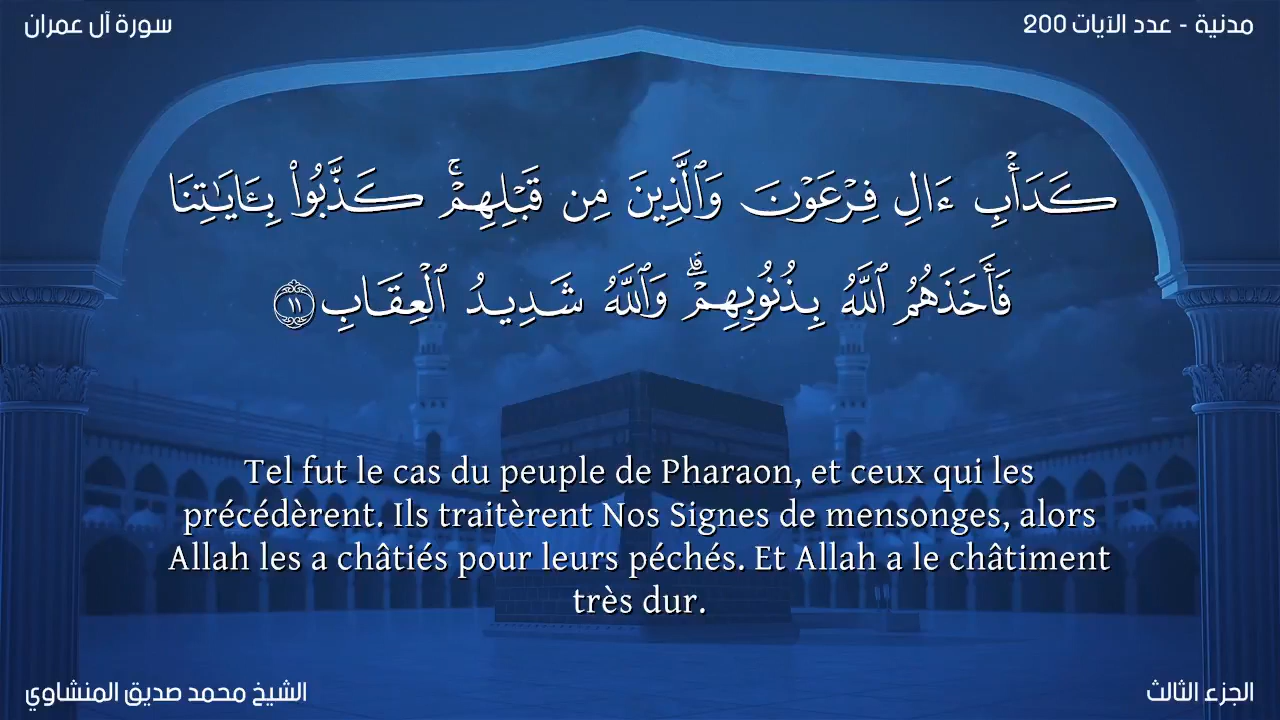 مدنية - عدد الآيات 200
سورة آل عمران
كَدَأْبِ ءَالِ فِرْعَوْنَ وَٱلَّذِينَ مِن قَبْلِهِمْۚ كَذَّبُوا۟ بِـَٔايَـٰتِنَا
فَأَخَذَهُمُ ٱللَّهُ بِذُنُوبِهِمْۗ وَٱللَّهُ شَدِيدُ ٱلْعِقَابِ ١١
Tel fut le cas du peuple de Pharaon, et ceux qui les
précédèrent. Ils traitèrent Nos Signes de mensonges, alors
Allah les a châtiés pour leurs péchés. Et Allah a le châtiment
très dur.
الجزء الثالث
الشيخ محمد صديق المنشاوي